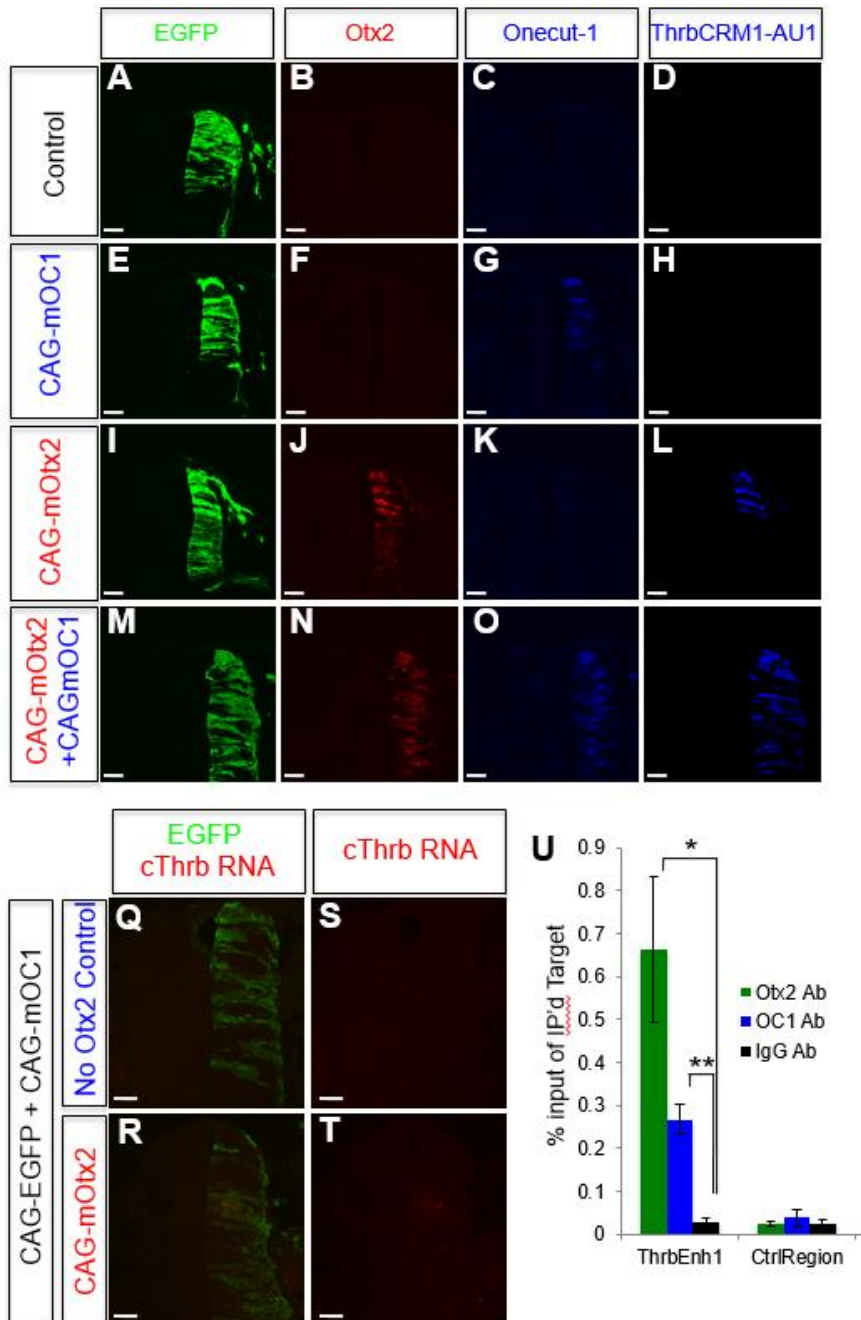 EGFP Otx2 Onecut-1 ThrbCRM1-AU1
Control
A B C D
CAG-mOC1
E F G H
CAG-mOtx2
I J K L
CAG-mOtx2
+CAGmOC1
M N O
EGFP
cThrb RNA
cThrb RNA
CAG-EGFP + CAG-mOC1
No Otx2 Control
Q S
CAG-mOtx2
R T
U
% input of IP'd Target
0.9
0.8
0.7
0.6
0.5
0.4
0.3
0.2
0.1
0
*
**
Otx2 Ab
OC1 Ab
IgG Ab
ThrbEnh1 CtrlRegion